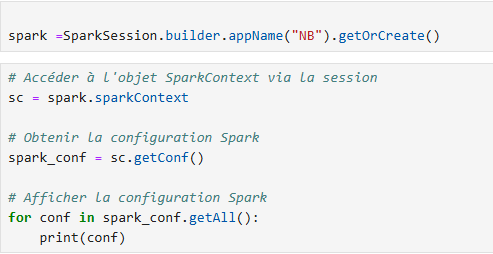 spark =SparkSession.builder.appName("NB").getOrCreate()
# Accéder à l'objet SparkContext via la session
sc = spark.sparkContext
# Obtenir la configuration Spark
spark_conf = sc.getConf()
# Afficher la configuration Spark
for conf in spark_conf.getAll():
    print(conf)